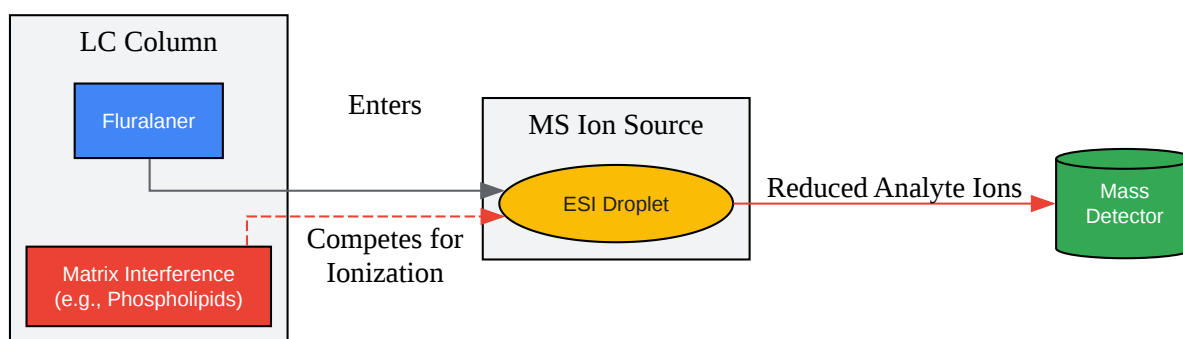 LC Column
Fluralaner
Matrix Interference
(e.g., Phospholipids)
Enters
Competes for
Ionization
MS Ion Source
ESI Droplet
Reduced Analyte Ions
Mass
Detector